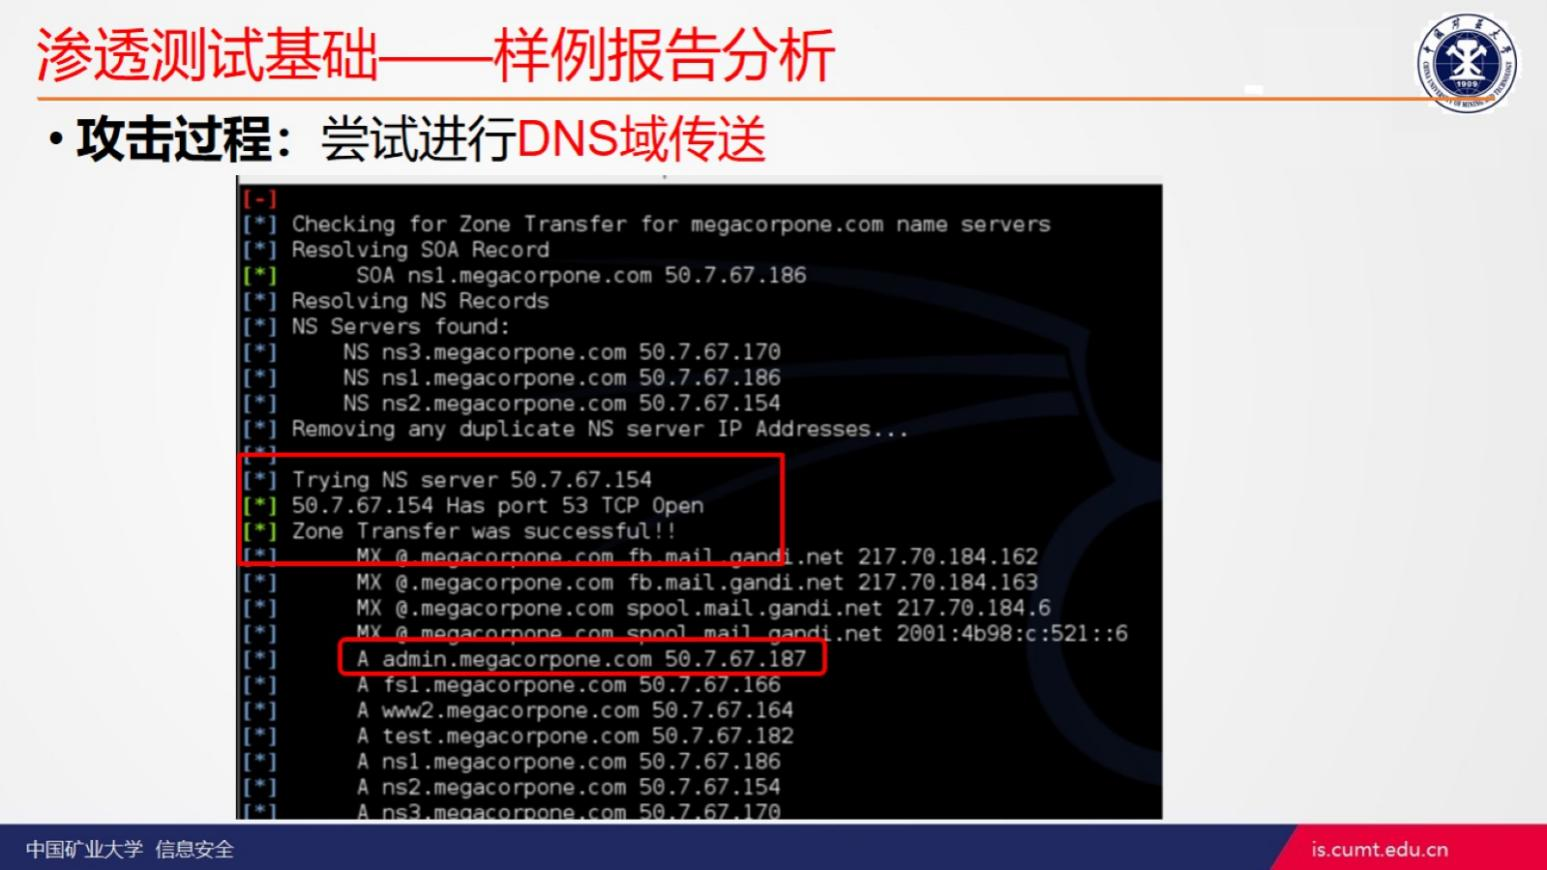 渗透测试基础——样例报告分析
• 攻击过程：尝试进行DNS域传送
[-]
[*] Checking for Zone Transfer for megacorpone.com name servers
[*] Resolving SOA Record
[*] SOA ns1.megacorpone.com 50.7.67.186
[*] Resolving NS Records
[*] NS Servers found:
[*] NS ns3.megacorpone.com 50.7.67.170
[*] NS ns1.megacorpone.com 50.7.67.186
[*] NS ns2.megacorpone.com 50.7.67.154
[*] Removing any duplicate NS server IP Addresses...
[*]
[*] Trying NS server 50.7.67.154
[*] 50.7.67.154 Has port 53 TCP Open
[*] Zone Transfer was successful!!
[*] MX @.megacorpone.com fb.mail.gandi.net 217.70.184.162
[*] MX @.megacorpone.com fb.mail.gandi.net 217.70.184.163
[*] MX @.megacorpone.com spool.mail.gandi.net 217.70.184.6
[*] MX @.megacorpone.com spool.mail.gandi.net 2001:4b98:c:521::6
[*] A admin.megacorpone.com 50.7.67.187
[*] A fs1.megacorpone.com 50.7.67.166
[*] A www2.megacorpone.com 50.7.67.164
[*] A test.megacorpone.com 50.7.67.182
[*] A ns1.megacorpone.com 50.7.67.186
[*] A ns2.megacorpone.com 50.7.67.154
[*] A ns3.megacorpone.com 50.7.67.170
中国矿业大学 信息安全
is.cumt.edu.cn